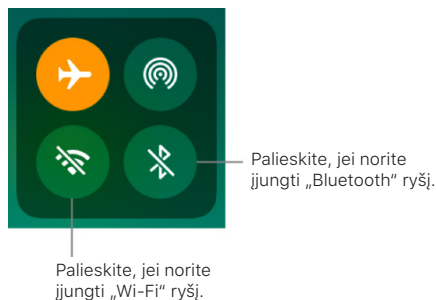 Palieskite, jei norite
įjungti „Bluetooth“ ryšį.
Palieskite, jei norite
įjungti „Wi-Fi“ ryšį.